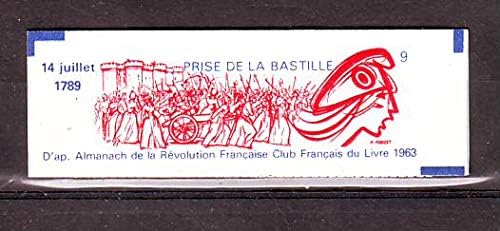 14 juillet 1789
PRISE DE LA BASTILLE
9
P. FORGET
D'ap. Almanach de la Révolution Française Club Français du Livre 1963